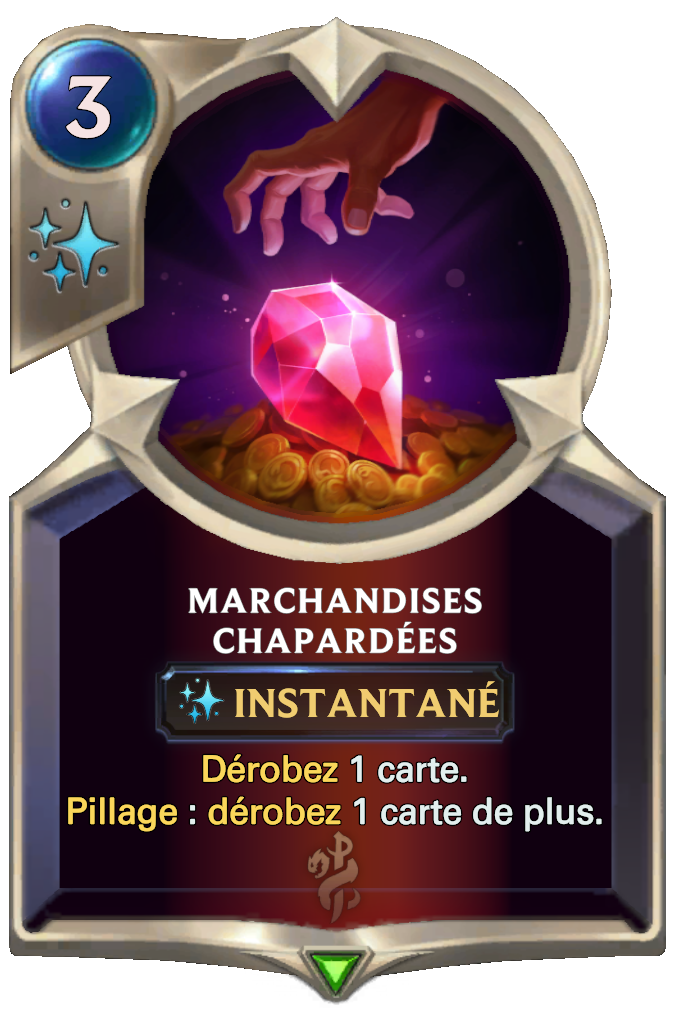 3
MARCHANDISES
CHAPARDÉES
INSTANTANÉ
Dérobez 1 carte.
Pillage : dérobez 1 carte de plus.